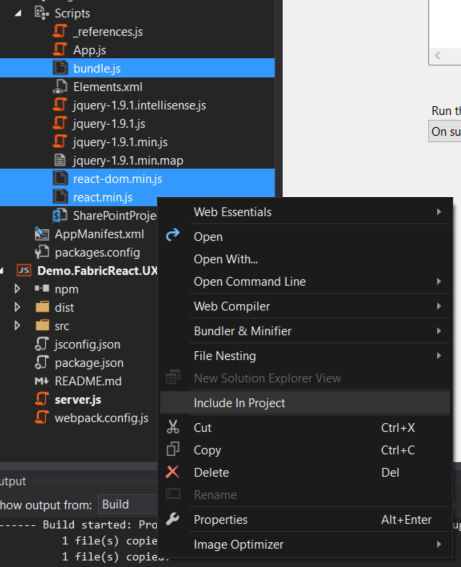 Scripts
_references.js
App.js
bundle.js
Elements.xml
jquery-1.9.1.intellisense.js
jquery-1.9.1.js
jquery-1.9.1.min.js
jquery-1.9.1.min.map
react-dom.min.js
react.min.js
SharePointProje
AppManifest.xml
packages.config
JS Demo.FabricReact.UX
npm
dist
src
jsconfig.json
package.json
M+ README.md
server.js
webpack.config.js
Run th
On su
Web Essentials
Open
Open With...
Open Command Line
Web Compiler
Bundler & Minifier
File Nesting
New Solution Explorer View
Include In Project
Cut Ctrl+X
Copy Ctrl+C
Delete Del
Rename
Properties Alt+Enter
Image Optimizer
utput
how output from: Build
------ Build started: Pro
1 file(s) copie
1 file(s) copied.